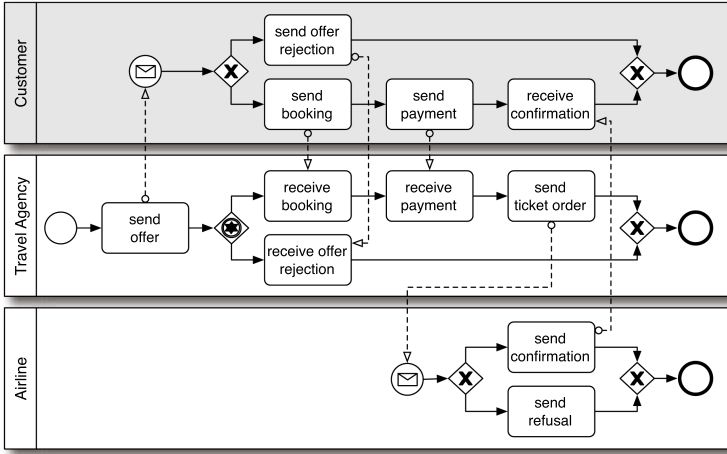 Customer
send offer
rejection
send
booking
send
payment
receive
confirmation
Travel Agency
send
offer
receive
booking
receive
payment
send
ticket order
receive offer
rejection
Airline
send
confirmation
send
refusal